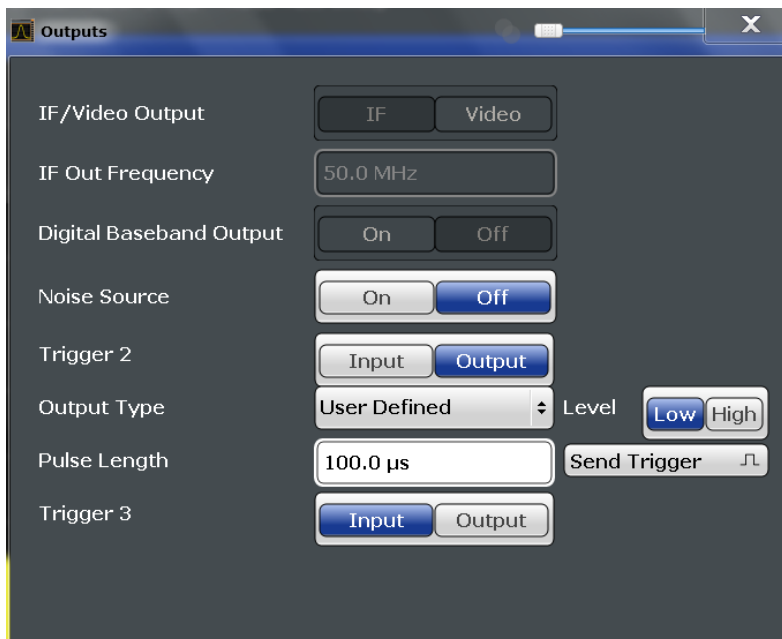 Outputs X
IF/Video Output IF Video
IF Out Frequency 50.0 MHz
Digital Baseband Output On Off
Noise Source On Off
Trigger 2 Input Output
Output Type User Defined Level Low High
Pulse Length 100.0 µs Send Trigger
Trigger 3 Input Output